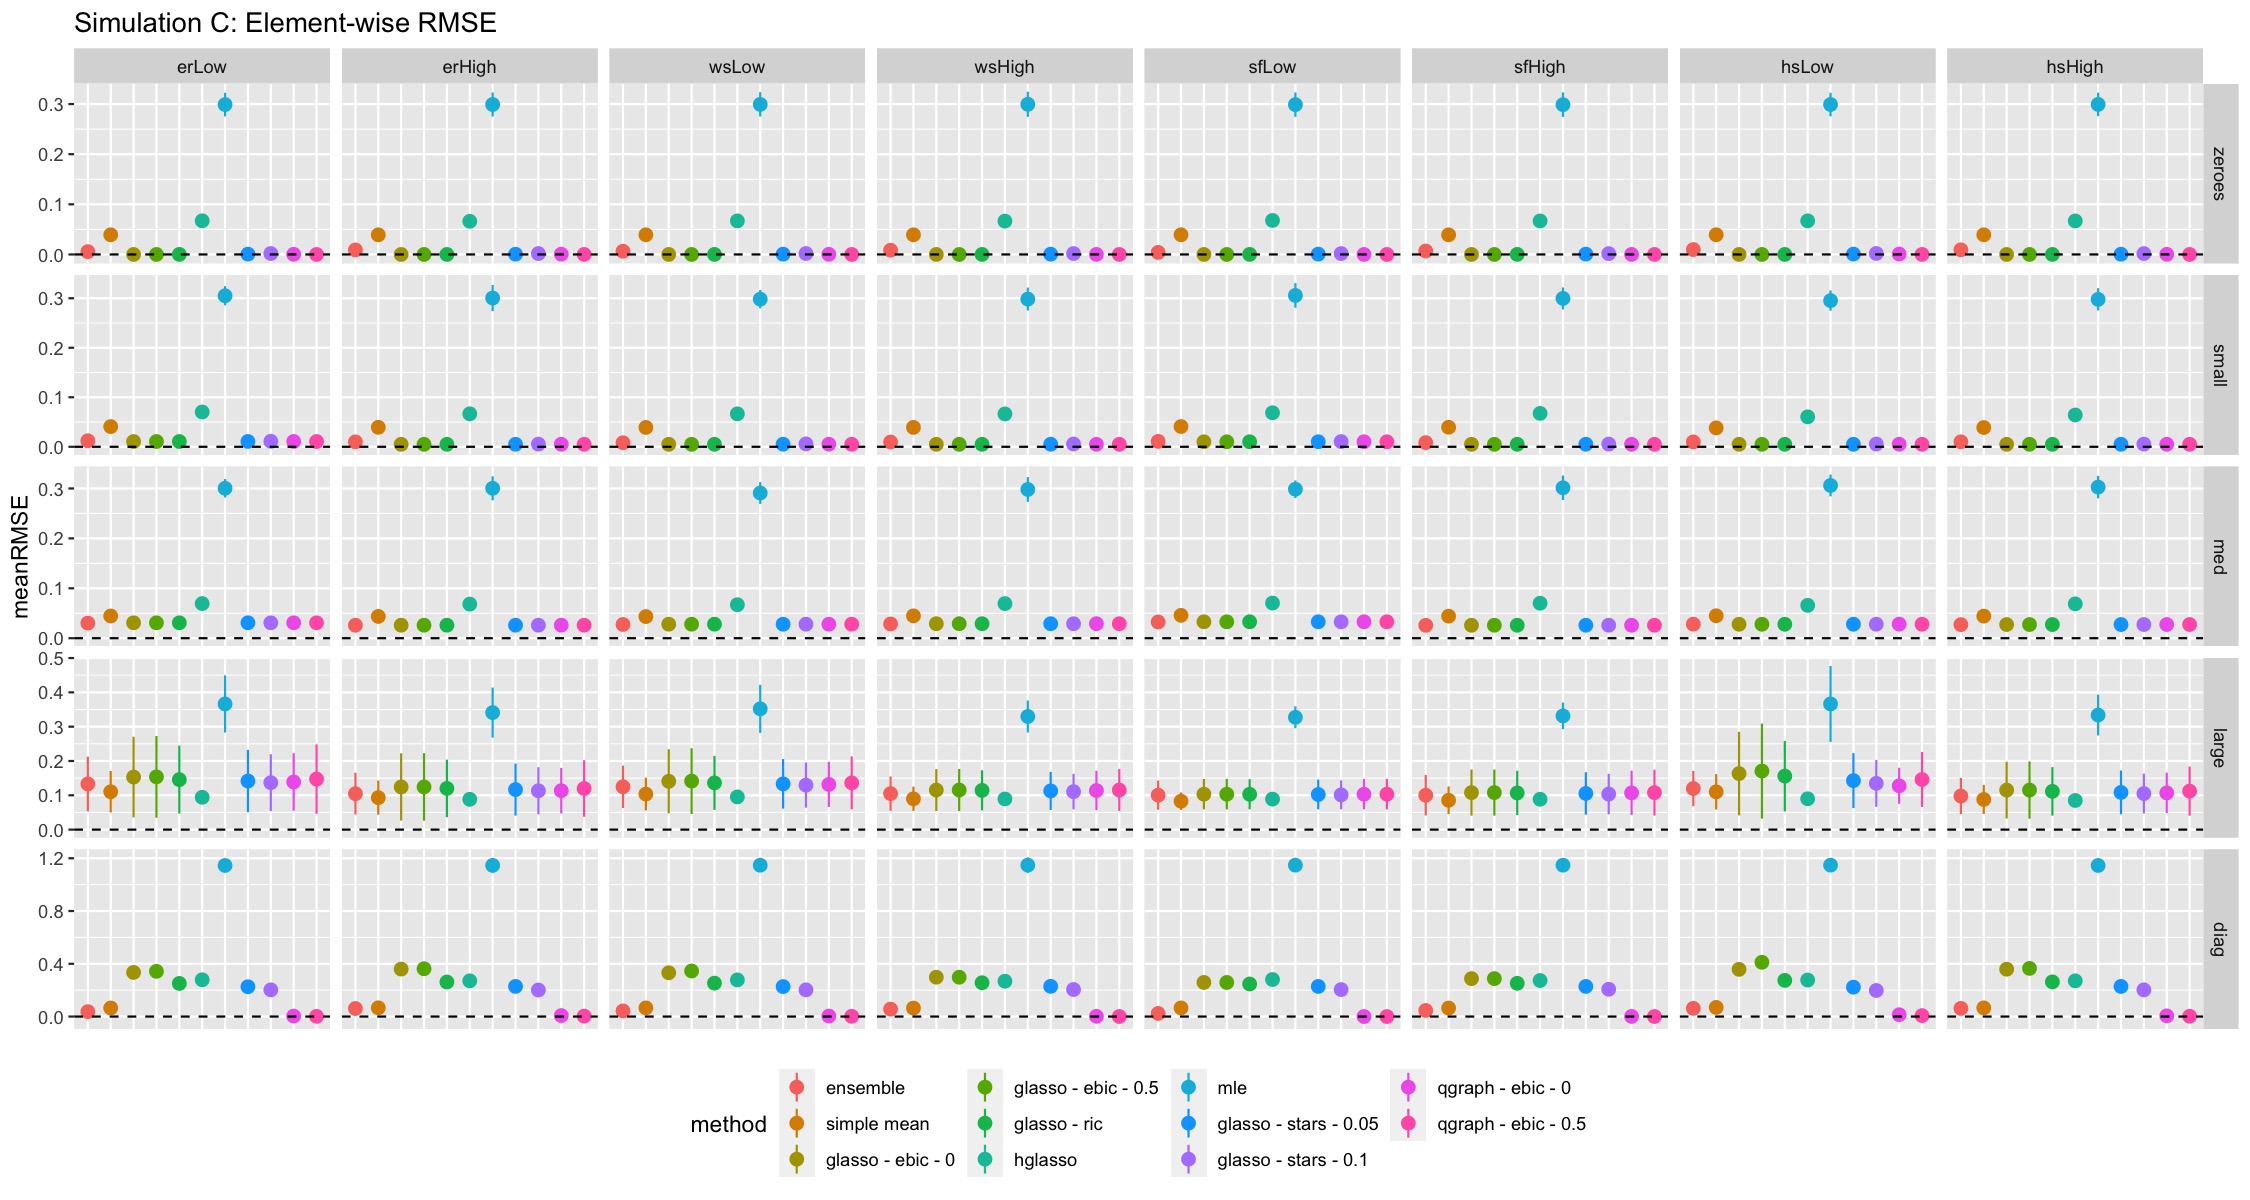 Simulation C: Element-wise RMSE
erLow erHigh wsLow wsHigh sfLow sfHigh hsLow hsHigh
meanRMSE
0.3
0.2
0.1
0.0
zeroes
0.3
0.2
0.1
0.0
small
0.3
0.2
0.1
0.0
med
0.5
0.4
0.3
0.2
0.1
0.0
large
1.2
0.8
0.4
0.0
diag
method
ensemble glasso - ebic - 0.5 mle qgraph - ebic - 0
simple mean glasso - ric glasso - stars - 0.05 qgraph - ebic - 0.5
glasso - ebic - 0 hglasso glasso - stars - 0.1